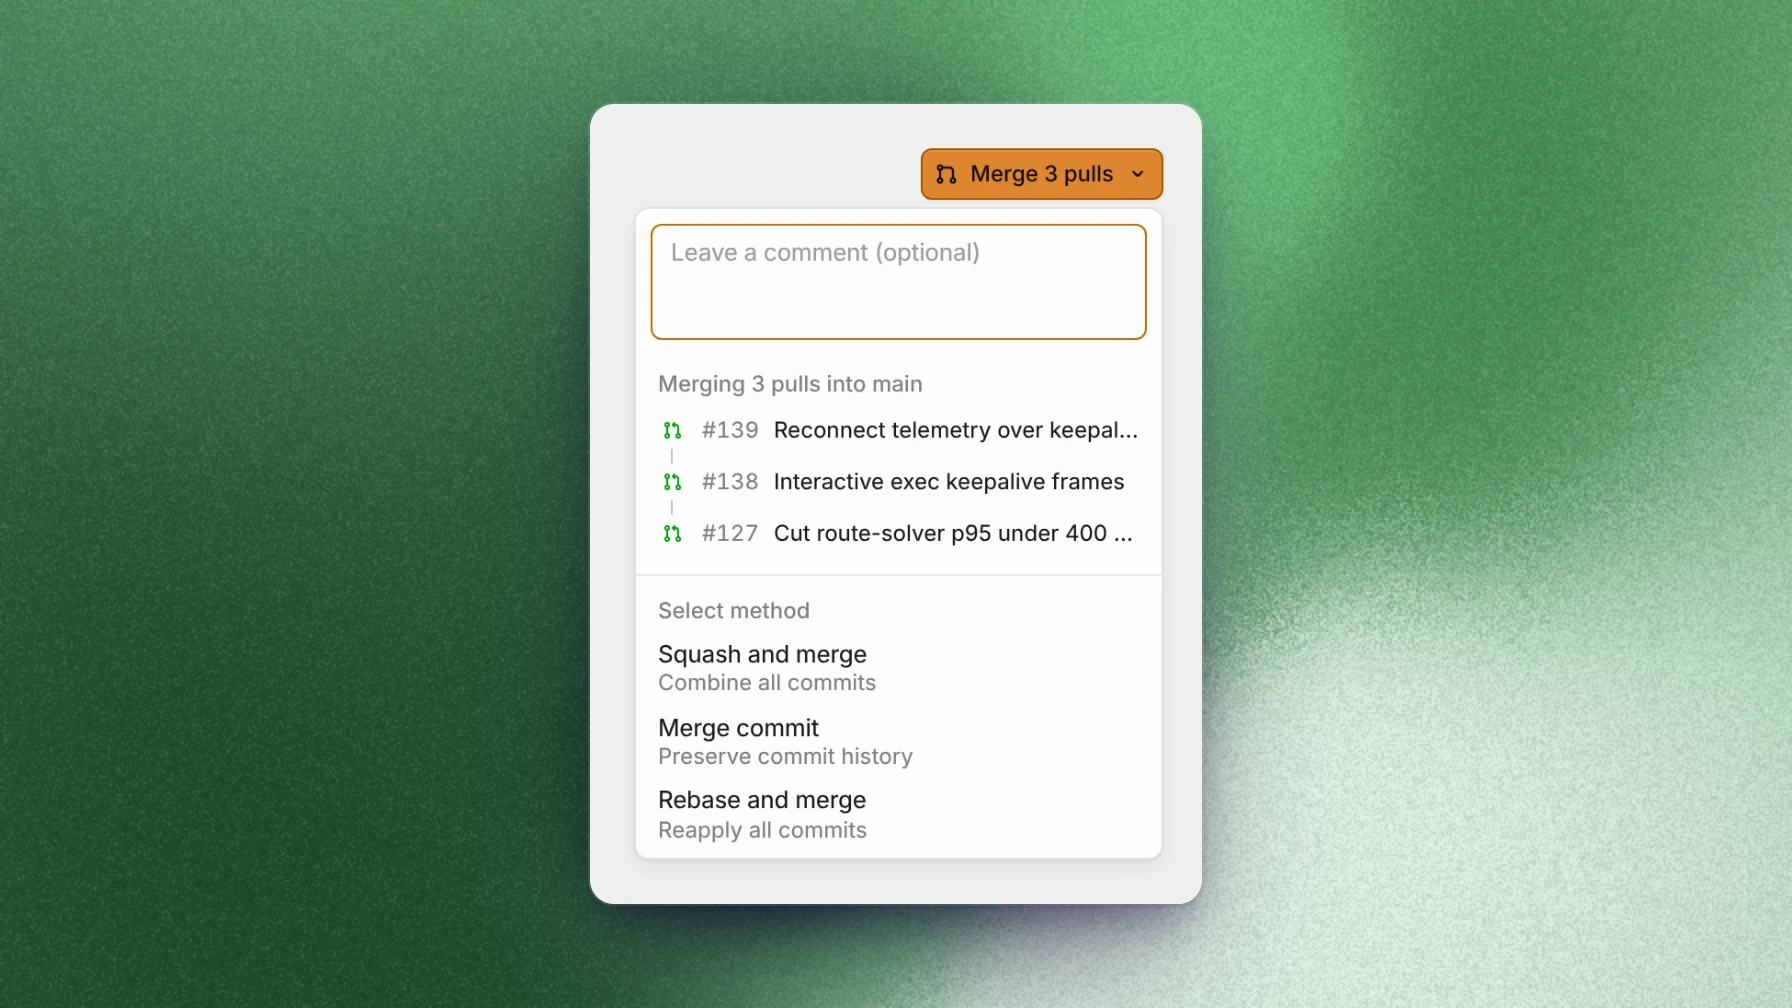 Merge 3 pulls
Leave a comment (optional)
Merging 3 pulls into main
#139 Reconnect telemetry over keepal...
#138 Interactive exec keepalive frames
#127 Cut route-solver p95 under 400 ...
Select method
Squash and merge
Combine all commits
Merge commit
Preserve commit history
Rebase and merge
Reapply all commits